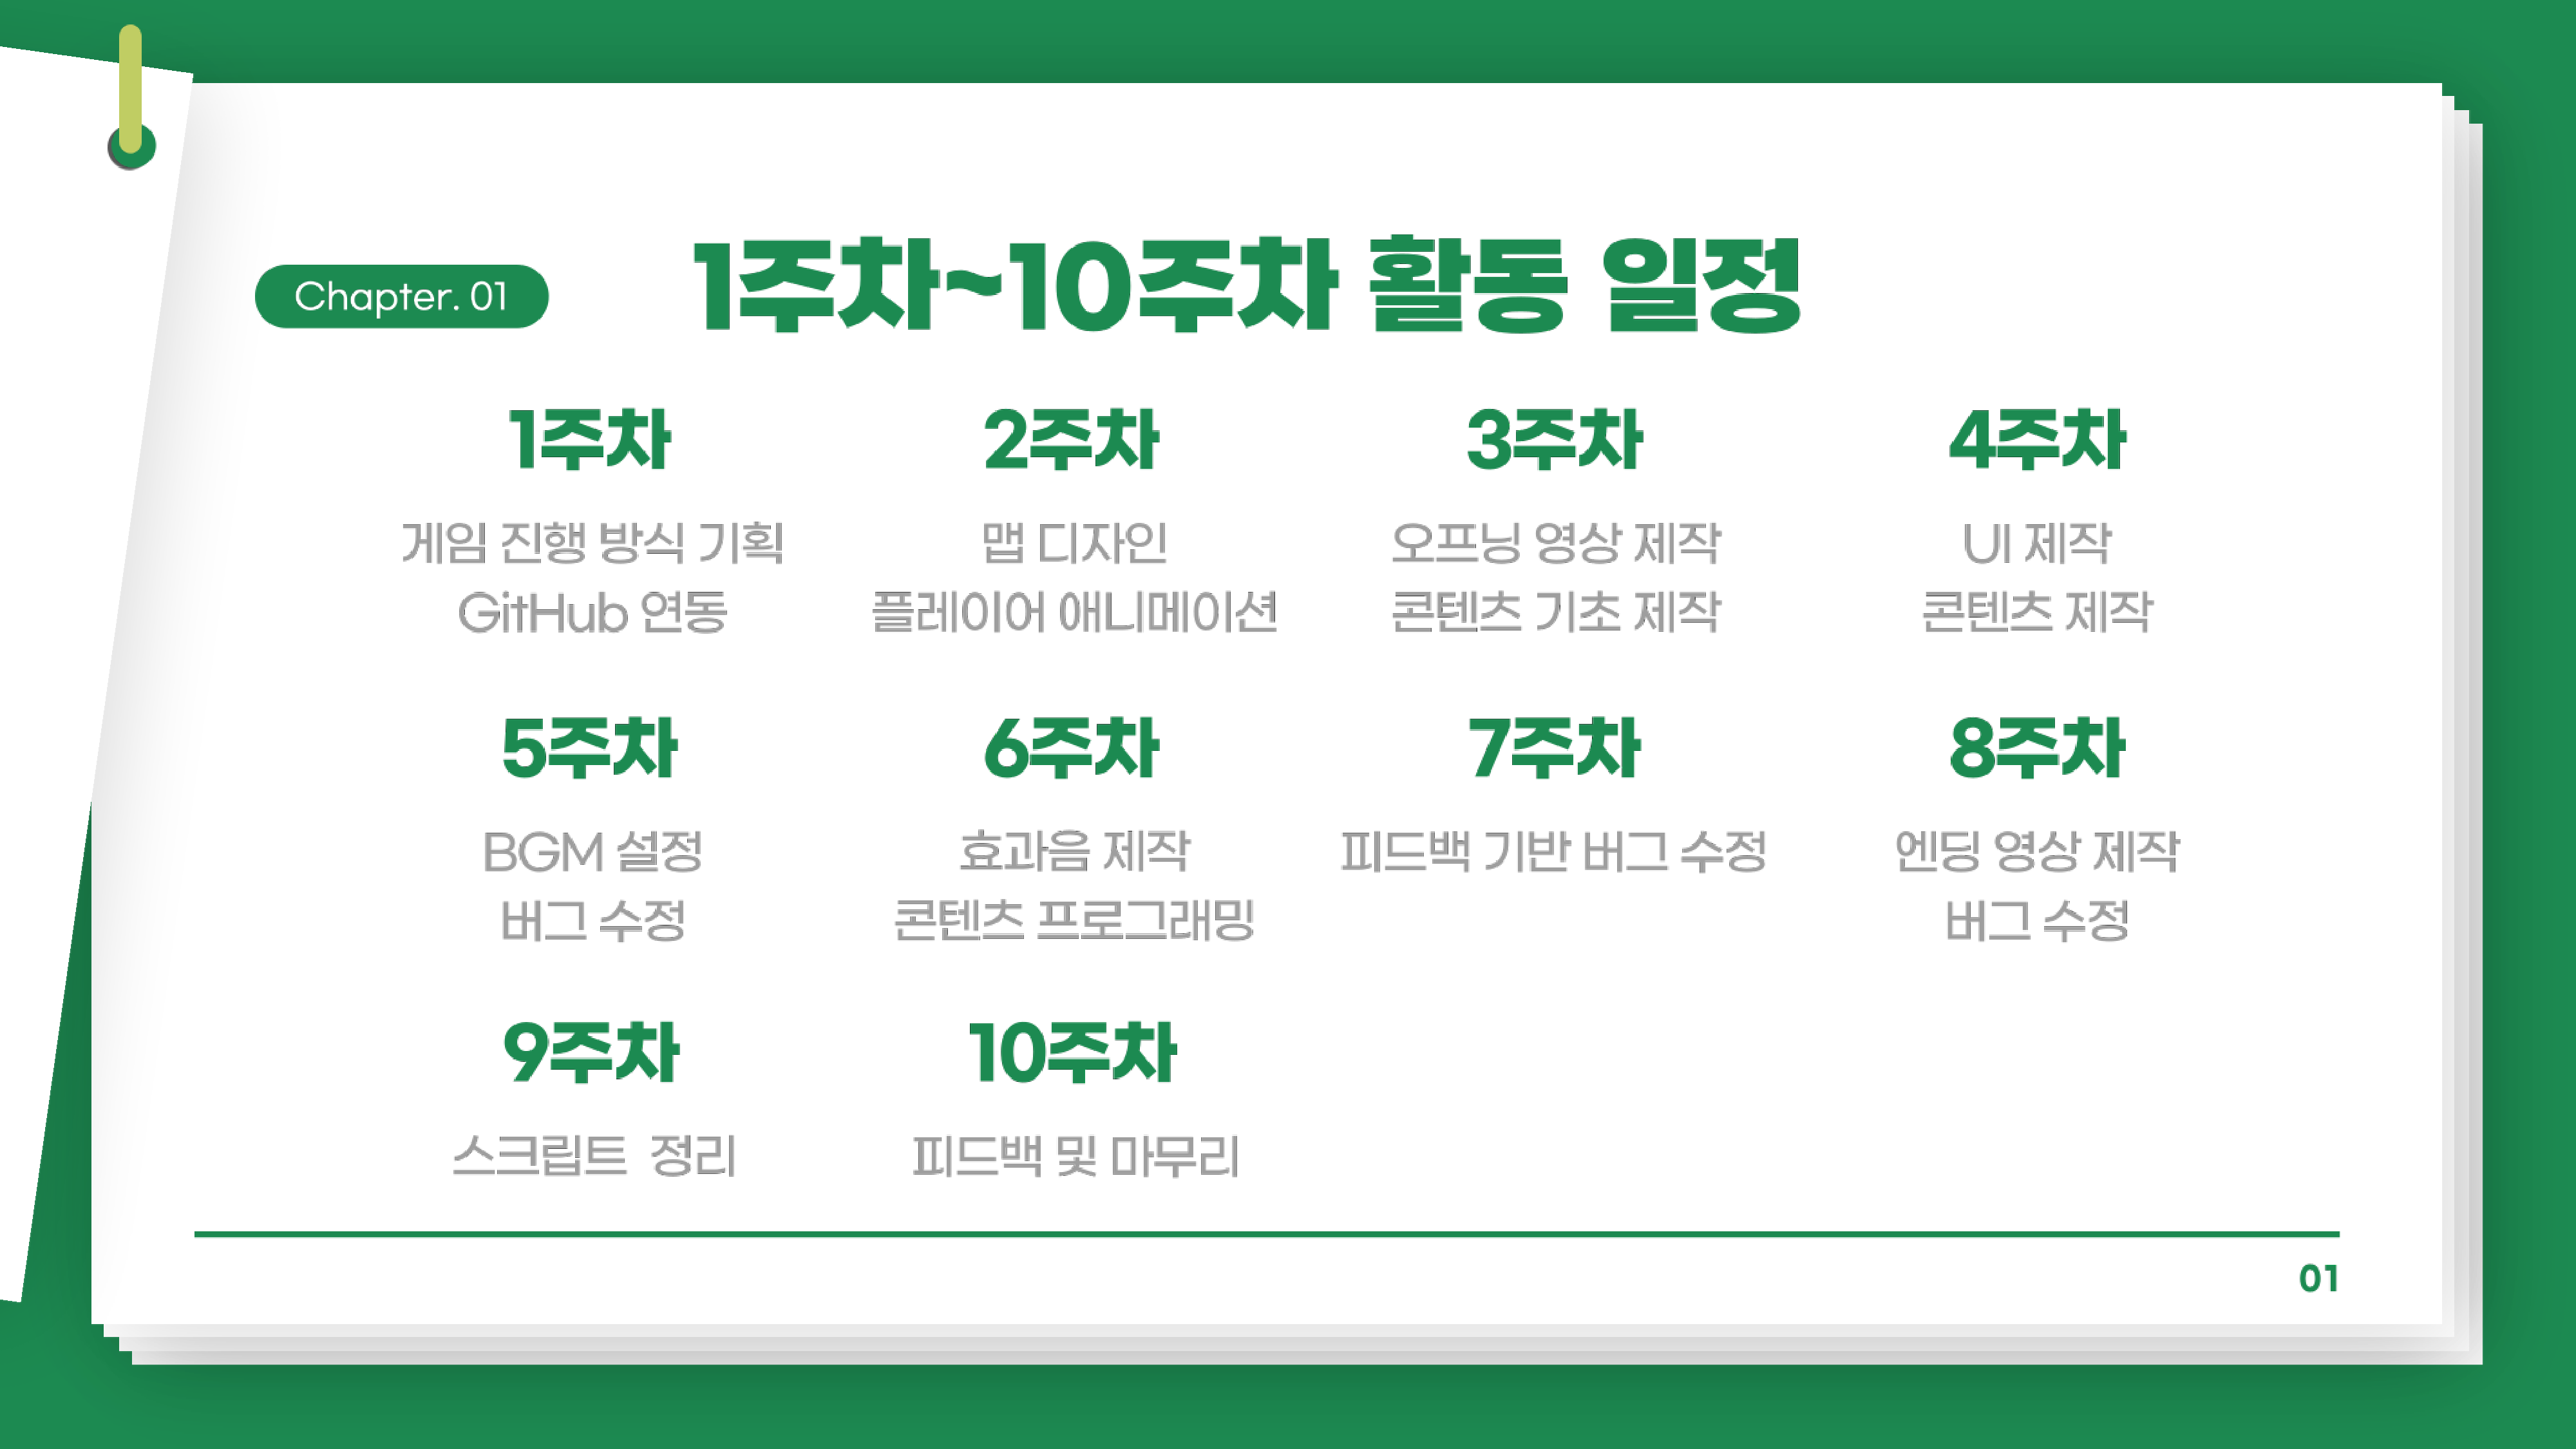 Chapter. 01
1주차~10주차 활동 일정
1주차
게임 진행 방식 기획
GitHub 연동
2주차
맵 디자인
플레이어 애니메이션
3주차
오프닝 영상 제작
콘텐츠 기초 제작
4주차
UI 제작
콘텐츠 제작
5주차
BGM 설정
버그 수정
6주차
효과음 제작
콘텐츠 프로그래밍
7주차
피드백 기반 버그 수정
8주차
엔딩 영상 제작
버그 수정
9주차
스크립트 정리
10주차
피드백 및 마무리
01